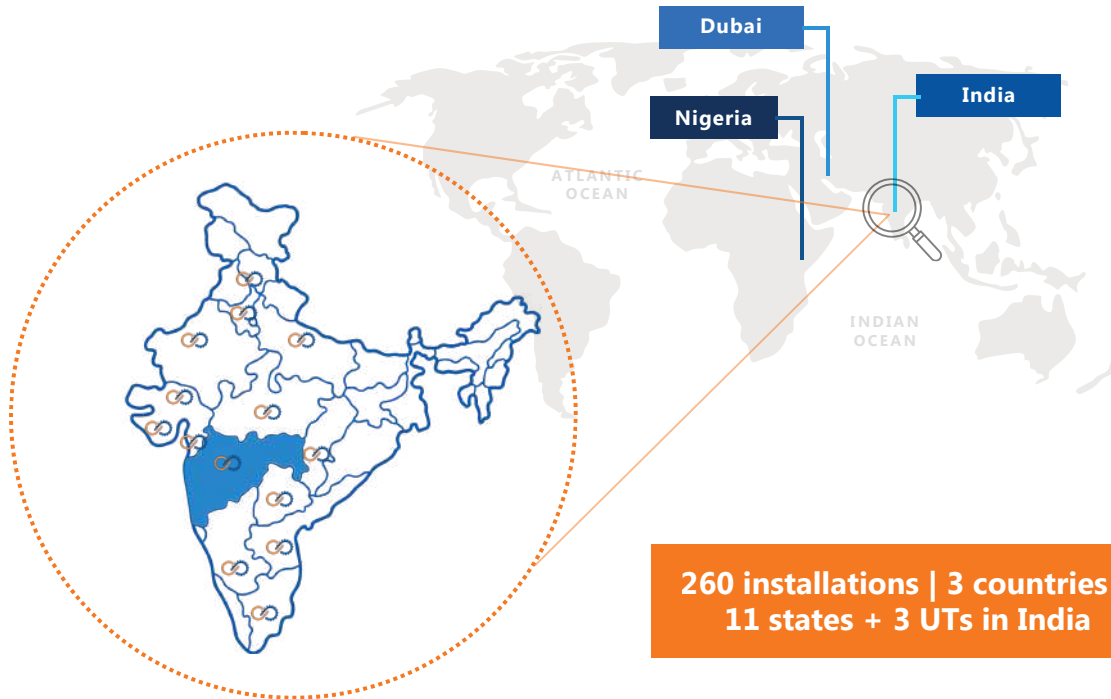 Dubai
India
Nigeria
ATLANTIC
OCEAN
INDIAN
OCEAN
260 installations | 3 countries
11 states + 3 UTs in India